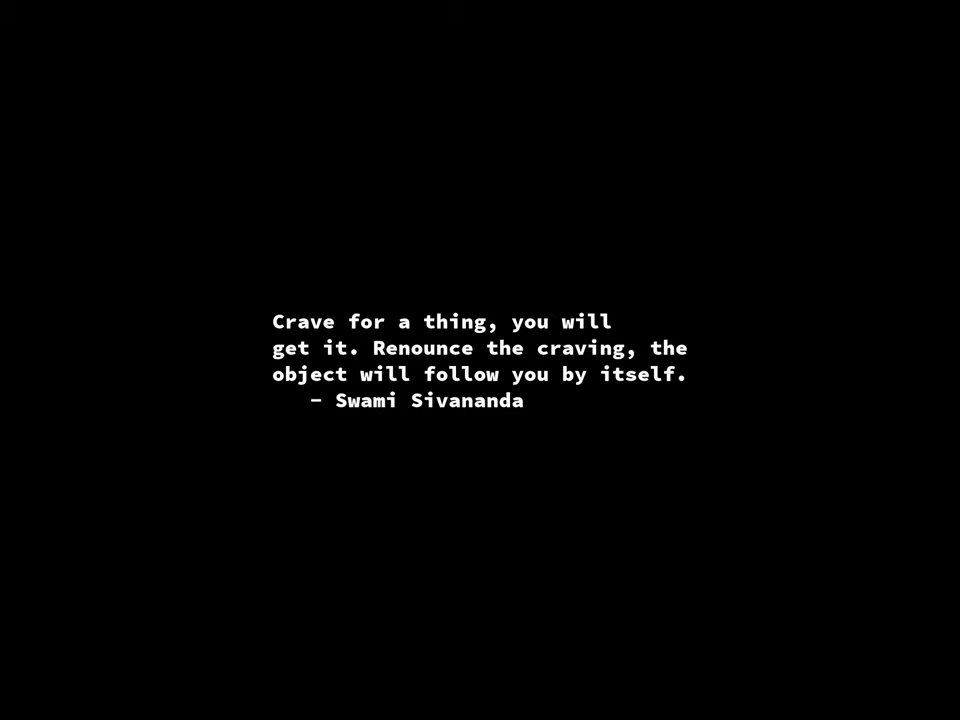 Crave for a thing, you will
get it. Renounce the craving, the
object will follow you by itself.
– Swami Sivananda